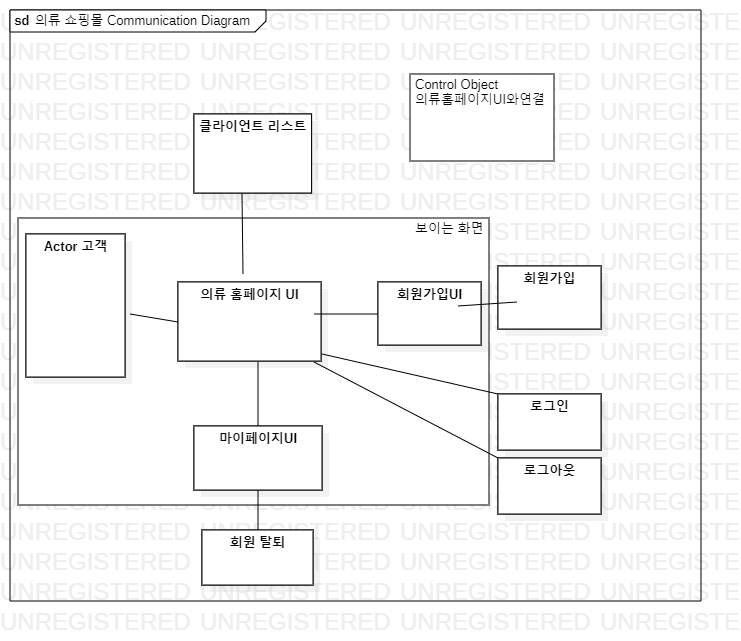 sd 의류 쇼핑몰 Communication Diagram
Control Object
의류홈페이지UI와연결
클라이언트 리스트
보이는 화면
Actor 고객
의류 홈페이지 UI
회원가입UI
회원가입
로그인
마이페이지UI
로그아웃
회원 탈퇴
UNREGISTERED